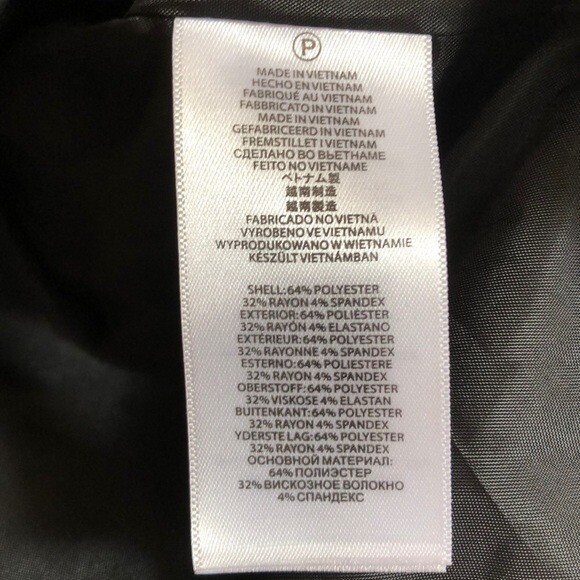 P
MADE IN VIETNAM
HECHO EN VIETNAM
FABRIQUÉ AU VIETNAM
FABBRICATO IN VIETNAM
MADE IN VIETNAM
GEFABRICEERD IN VIETNAM
FREMSTILLET I VIETNAM
СДЕЛАНО ВО ВЬЕТНАМЕ
FEITO NO VIETNAME
ベトナム製
越南制造
越南製造
FABRICADO NO VIETNÃ
VYROBENO VE VIETNAMU
WYPRODUKOWANO W WIETNAMIE
KÉSZÜLT VIETNÁMBAN
SHELL: 64% POLYESTER
32% RAYON 4% SPANDEX
EXTERIOR: 64% POLIÉSTER
32% RAYÓN 4% ELASTANO
EXTÉRIEUR: 64% POLYESTER
32% RAYONNE 4% SPANDEX
ESTERNO: 64% POLIESTERE
32% RAYON 4% SPANDEX
OBERSTOFF: 64% POLYESTER
32% VISKOSE 4% ELASTAN
BUITENKANT: 64% POLYESTER
32% RAYON 4% SPANDEX
YDERSTE LAG: 64% POLYESTER
32% RAYON 4% SPANDEX
ОСНОВНОЙ МАТЕРИАЛ:
64% ПОЛИЭСТЕР
32% ВИСКОЗНОЕ ВОЛОКНО
4% СПАНДЕКС